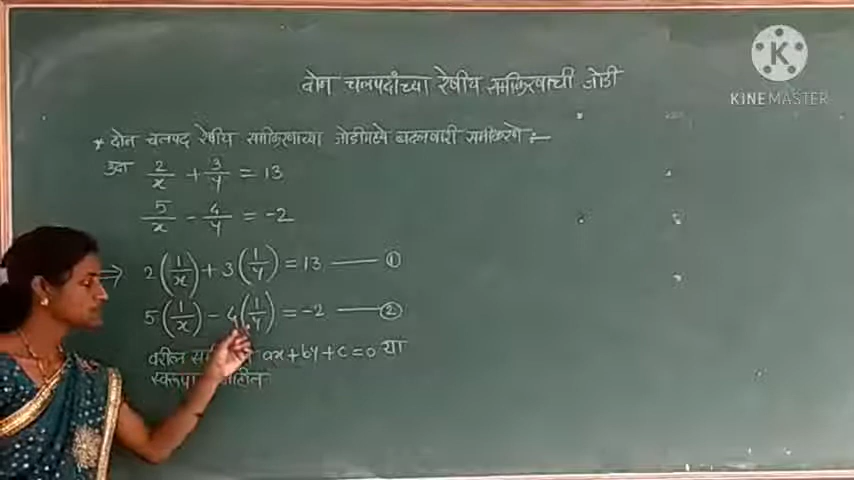 दोन चलपदांच्या रेषीय समीकरणाची जोडी
KINEMASTER
* दोन चलपद रेषीय समीकरणाच्या जोडीमध्ये बदलणारी समीकरणे :-
उदा 2/x + 3/y = 13
5/x - 4/y = -2
⇒ 2(1/x) + 3(1/y) = 13 —— ①
5(1/x) - 4(1/y) = -2 —— ②
वरील ax + by + c = 0 या